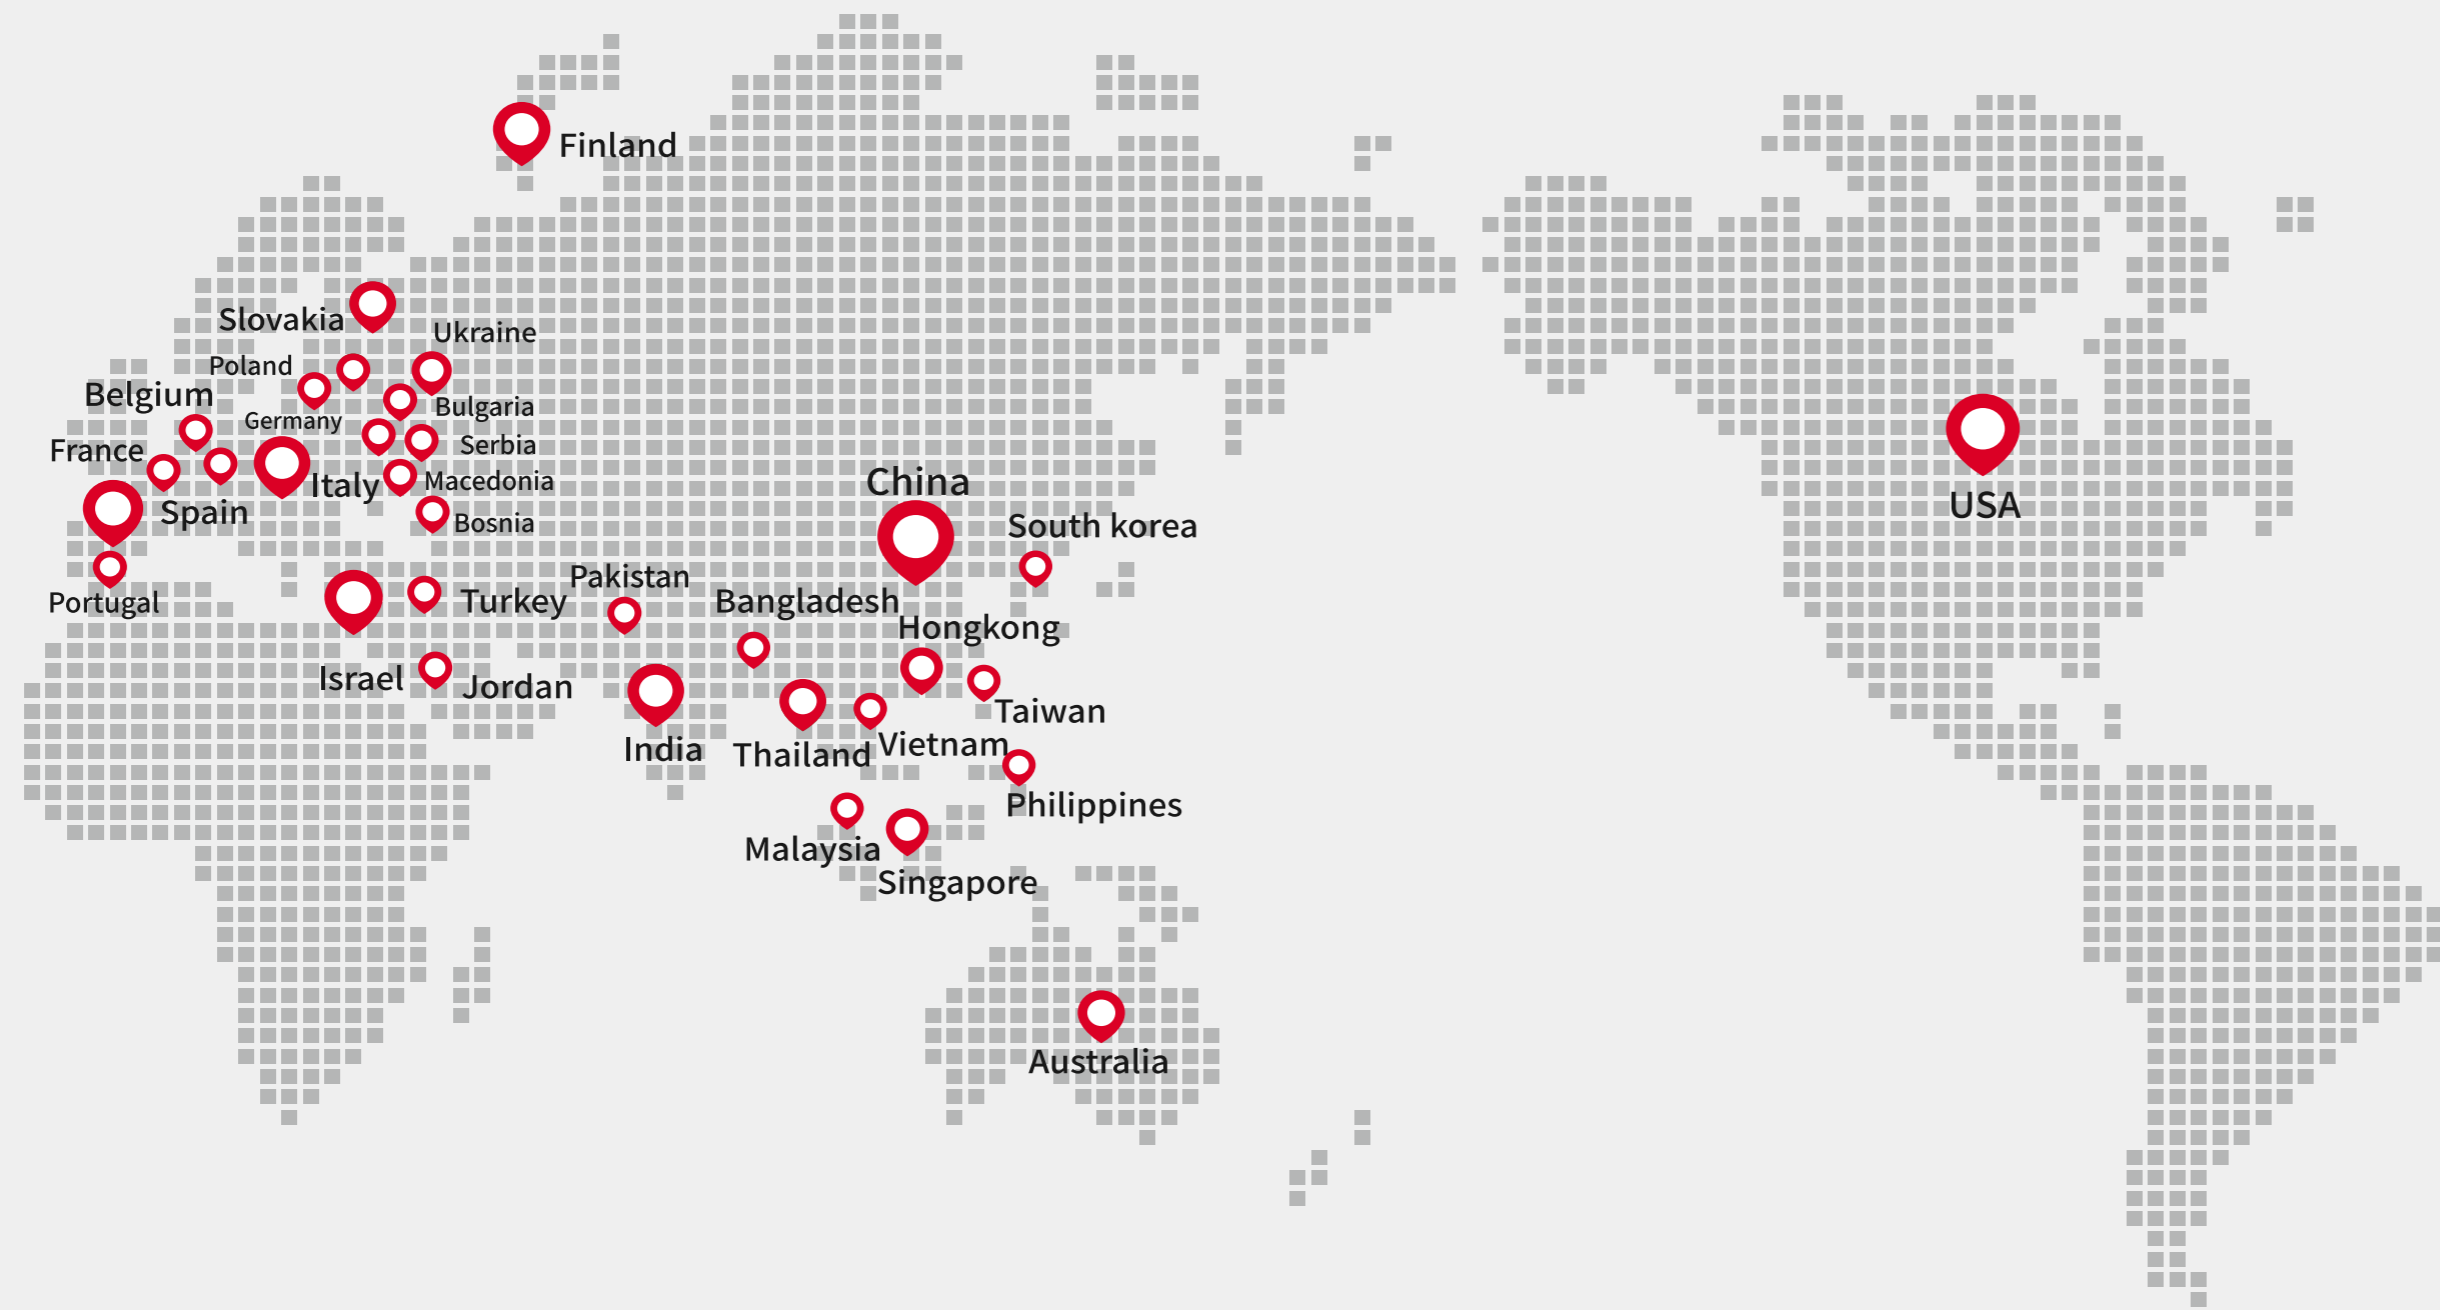 Finland
Slovakia
Ukraine
Poland
Belgium
Bulgaria
Germany
France
Serbia
Italy
Macedonia
China
Spain
Bosnia
South korea
USA
Pakistan
Portugal
Turkey
Bangladesh
Hongkong
Israel
Jordan
Taiwan
India
Thailand
Vietnam
Philippines
Malaysia
Singapore
Australia